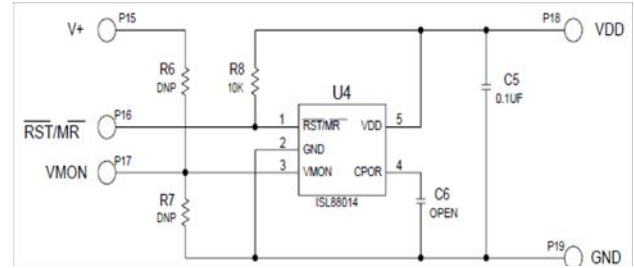 V+ P15 P18 VDD
R6 DNP R8 10K U4 C5 0.1UF
RST/MR P16 1 RST/MR VDD 5
2 GND
VMON P17 3 VMON CPOR 4
R7 DNP ISL88014 C6 OPEN
P19 GND